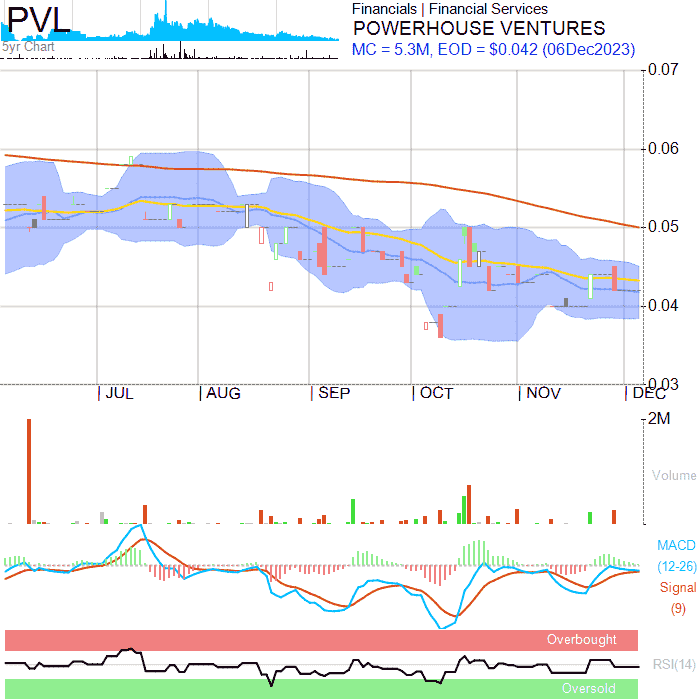 PVL
5yr Chart
Financials | Financial Services
POWERHOUSE VENTURES
MC = 5.3M, EOD = $0.042 (06Dec2023)
0.07
0.06
0.05
0.04
0.03
JUL AUG SEP OCT NOV DEC
2M
Volume
MACD
(12-26)
Signal
(9)
Overbought
RSI(14)
Oversold